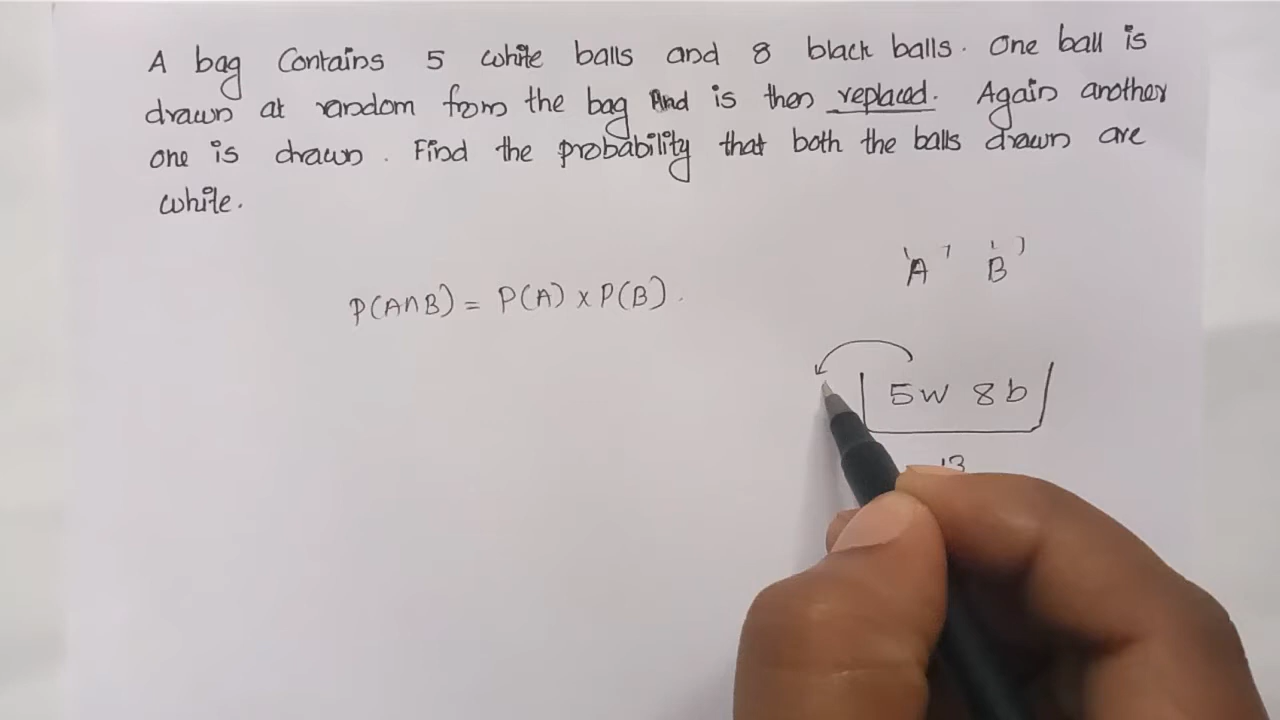 A bag Contains 5 white balls and 8 black balls. One ball is
drawn at random from the bag And is then replaced. Again another
one is drawn. Find the probability that both the balls drawn are
white.
'A' 'B'
P(A∩B) = P(A) x P(B).
5w 8b
13